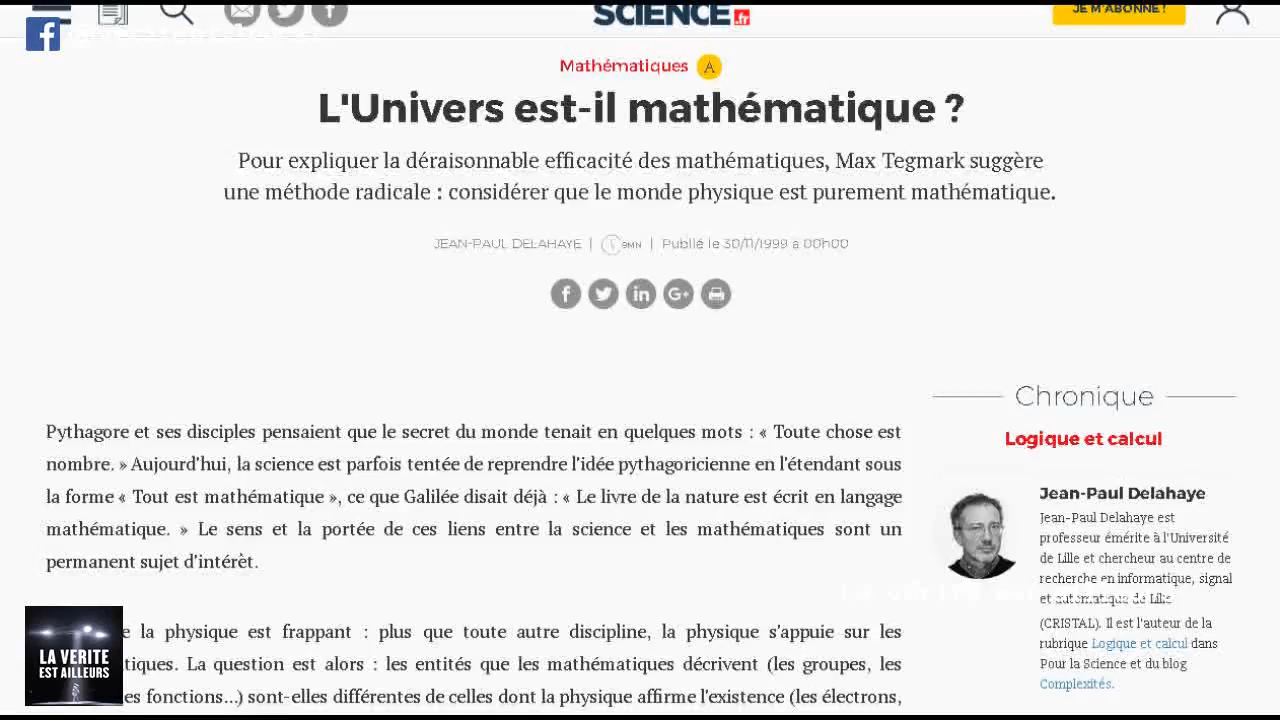 SCIENCE.fr
JE M'ABONNE !
Mathématiques A
L'Univers est-il mathématique ?
Pour expliquer la déraisonnable efficacité des mathématiques, Max Tegmark suggère
une méthode radicale : considérer que le monde physique est purement mathématique.
JEAN-PAUL DELAHAYE | 9MN | Publié le 30/11/1999 à 00h00
Pythagore et ses disciples pensaient que le secret du monde tenait en quelques mots : « Toute chose est
nombre. » Aujourd'hui, la science est parfois tentée de reprendre l'idée pythagoricienne en l'étendant sous
la forme « Tout est mathématique », ce que Galilée disait déjà : « Le livre de la nature est écrit en langage
mathématique. » Le sens et la portée de ces liens entre la science et les mathématiques sont un
permanent sujet d'intérêt.
la physique est frappant : plus que toute autre discipline, la physique s'appuie sur les
tiques. La question est alors : les entités que les mathématiques décrivent (les groupes, les
es fonctions...) sont-elles différentes de celles dont la physique affirme l'existence (les électrons,
Chronique
Logique et calcul
Jean-Paul Delahaye
Jean-Paul Delahaye est
professeur émérite à l'Université
de Lille et chercheur au centre de
recherche en informatique, signal
et automatique de Lille
(CRISTAL). Il est l'auteur de la
rubrique Logique et calcul dans
Pour la Science et du blog
Complexités.
LA VERITE
EST AILLEURS